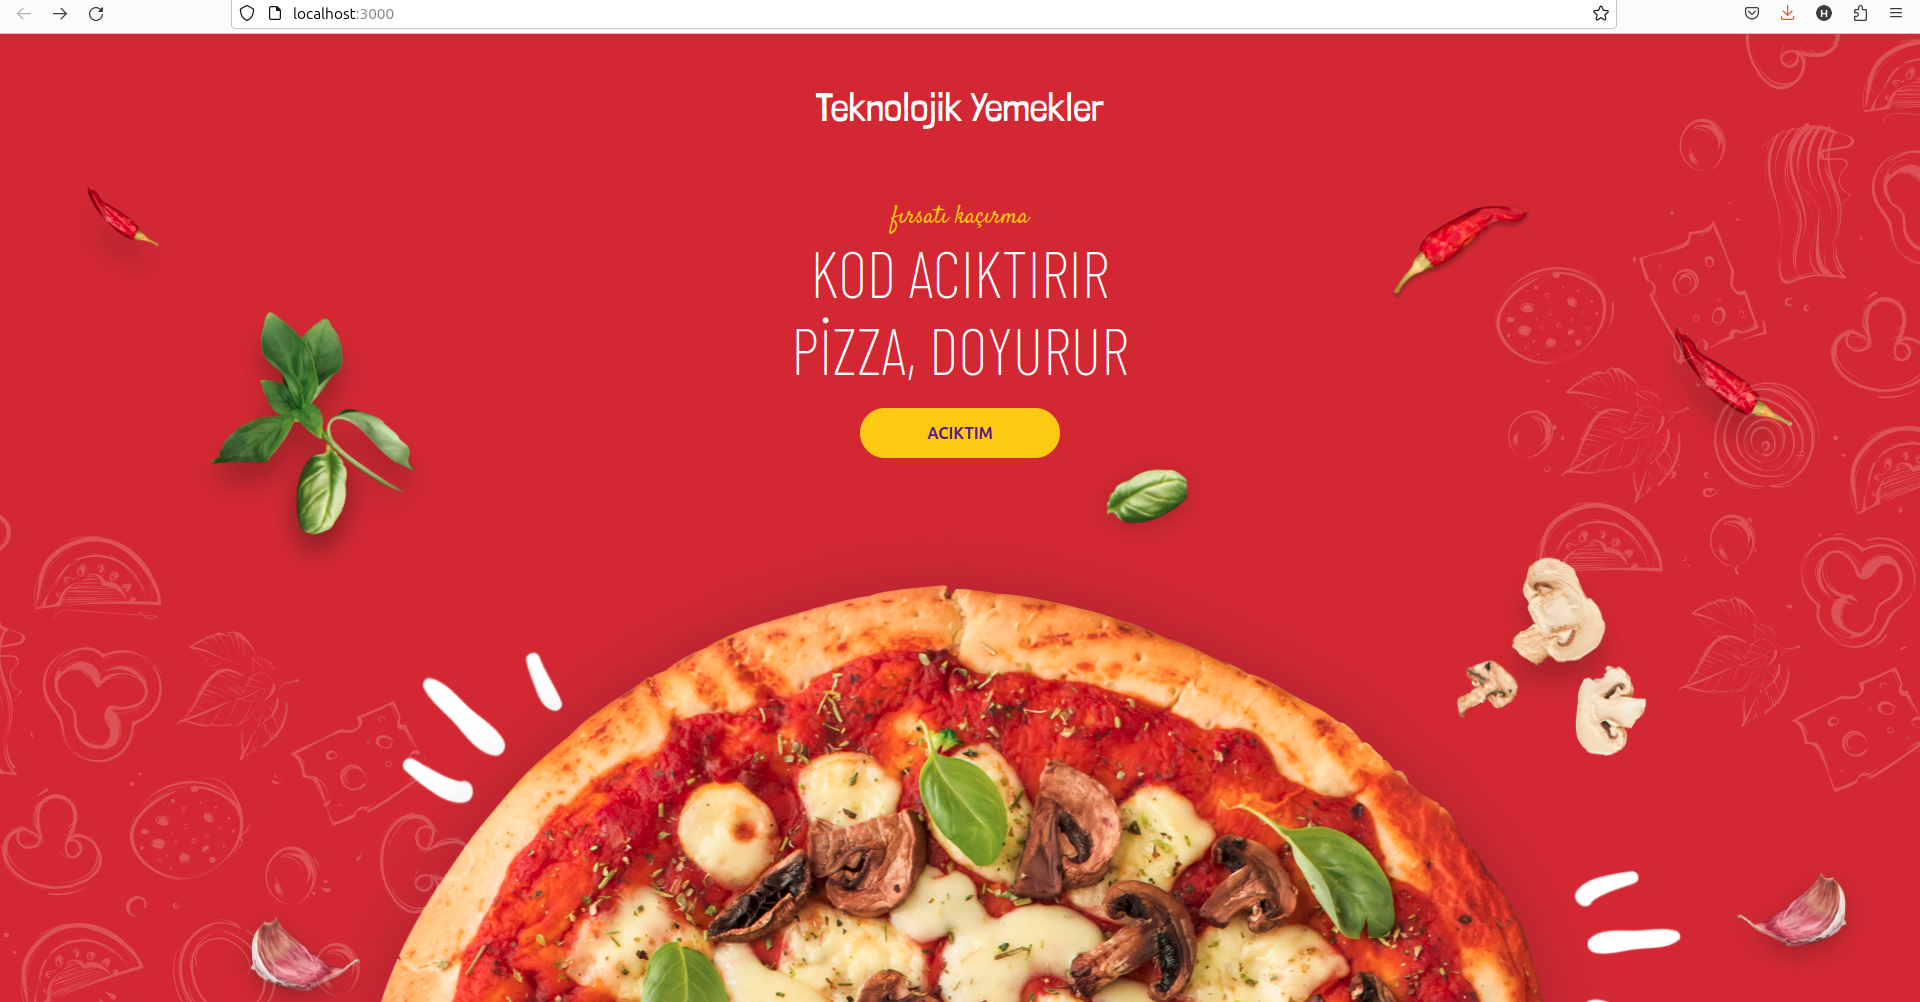 localhost:3000
H
Teknolojik Yemekler
fırsatı kaçırma
KOD ACIKTIRIR
PİZZA, DOYURUR
ACIKTIM